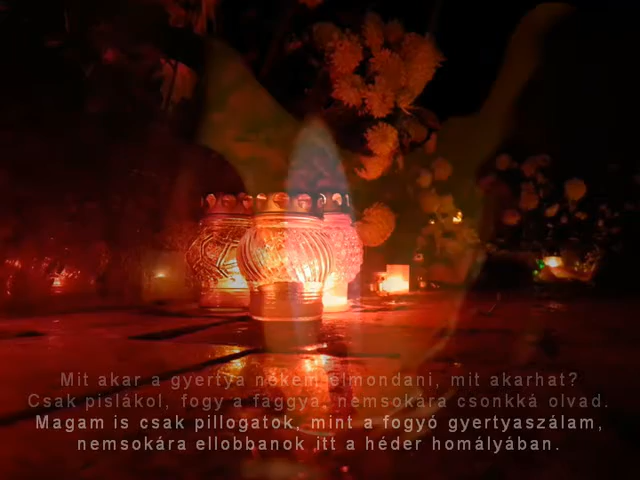 Mit akar a gyertya nékem elmondani, mit akarhat?
Csak pislákol, fogy a faggyú, nemsokára csonkká olvad.
Magam is csak pillogatok, mint a fogyó gyertyaszálam,
nemsokára ellobbanok itt a héder homályában.